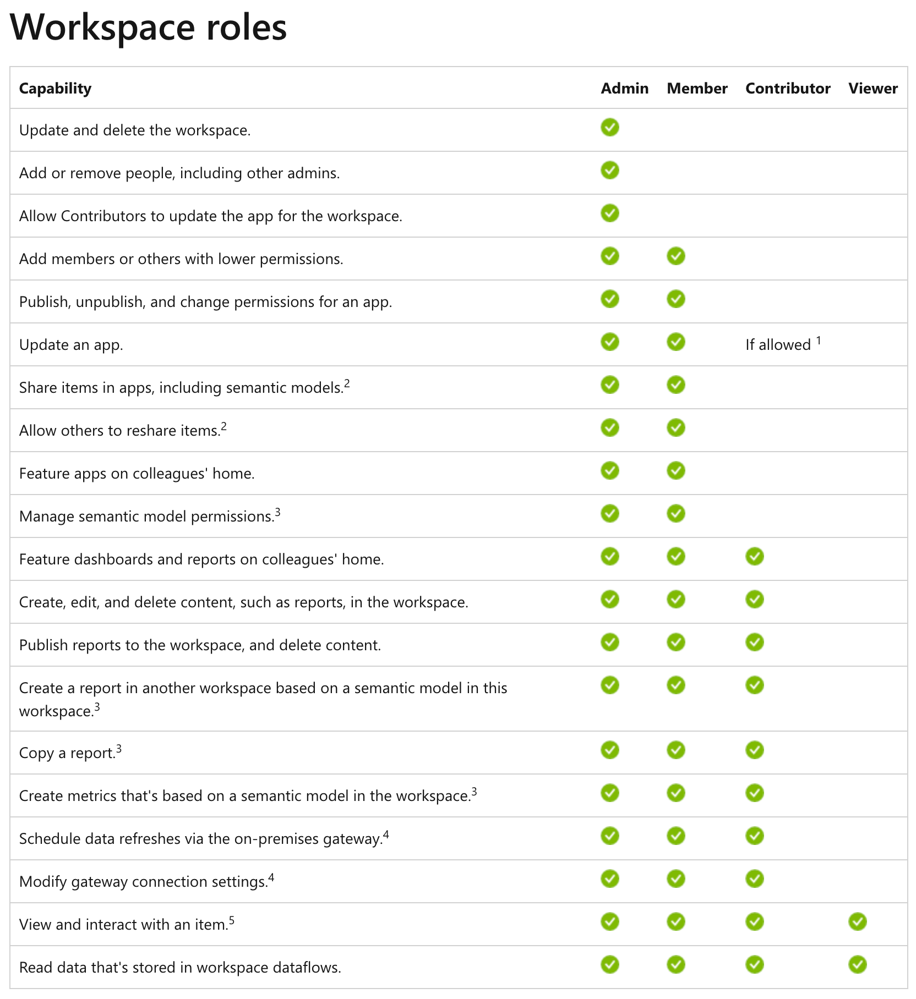 Workspace roles
Capability Admin Member Contributor Viewer
Update and delete the workspace.
Add or remove people, including other admins.
Allow Contributors to update the app for the workspace.
Add members or others with lower permissions.
Publish, unpublish, and change permissions for an app.
Update an app. If allowed 1
Share items in apps, including semantic models.2
Allow others to reshare items.2
Feature apps on colleagues' home.
Manage semantic model permissions.3
Feature dashboards and reports on colleagues' home.
Create, edit, and delete content, such as reports, in the workspace.
Publish reports to the workspace, and delete content.
Create a report in another workspace based on a semantic model in this
workspace.3
Copy a report.3
Create metrics that's based on a semantic model in the workspace.3
Schedule data refreshes via the on-premises gateway.4
Modify gateway connection settings.4
View and interact with an item.5
Read data that's stored in workspace dataflows.